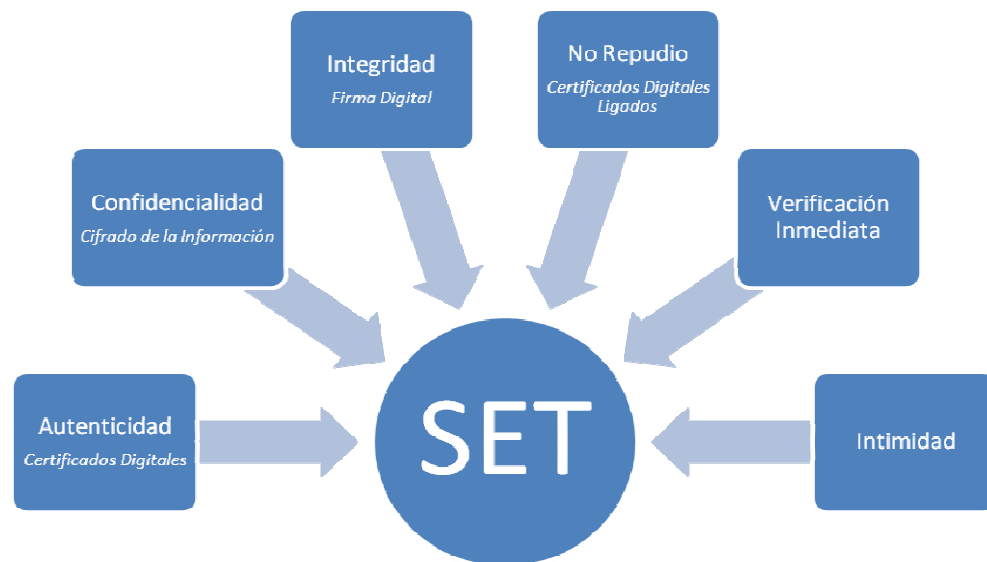 Integridad
Firma Digital
No Repudio
Certificados Digitales
Ligados
Confidencialidad
Cifrado de la Información
Verificación
Inmediata
Autenticidad
Certificados Digitales
SET
Intimidad